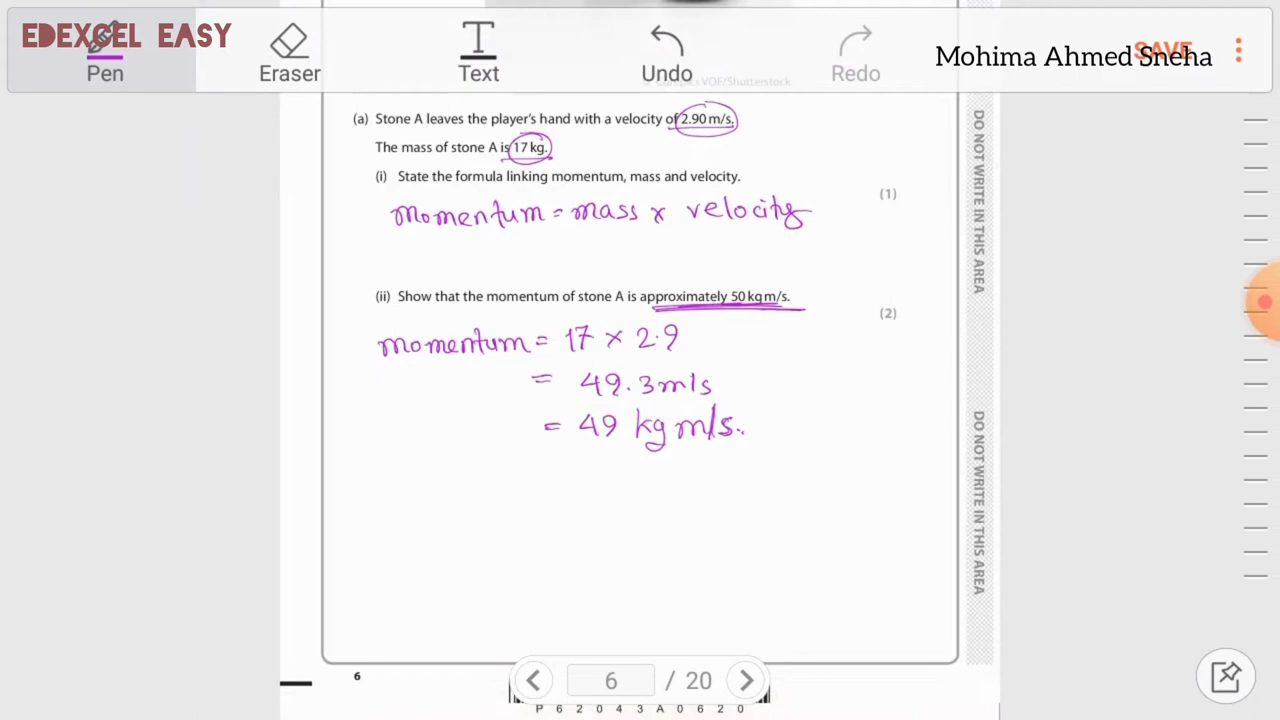 EDEXCEL EASY
Pen
Eraser
Text
Undo
Redo
SAVE
Mohima Ahmed Sneha
VOF/Shutterstock
(a) Stone A leaves the player's hand with a velocity of 2.90 m/s.
The mass of stone A is 17 kg.
(i) State the formula linking momentum, mass and velocity.
(1)
momentum = mass x velocity
(ii) Show that the momentum of stone A is approximately 50 kg m/s.
(2)
momentum = 17 × 2.9
= 49.3 m/s
= 49 kg m/s.
DO NOT WRITE IN THIS AREA
DO NOT WRITE IN THIS AREA
6
6 / 20
P 6 2 0 4 3 A 0 6 2 0